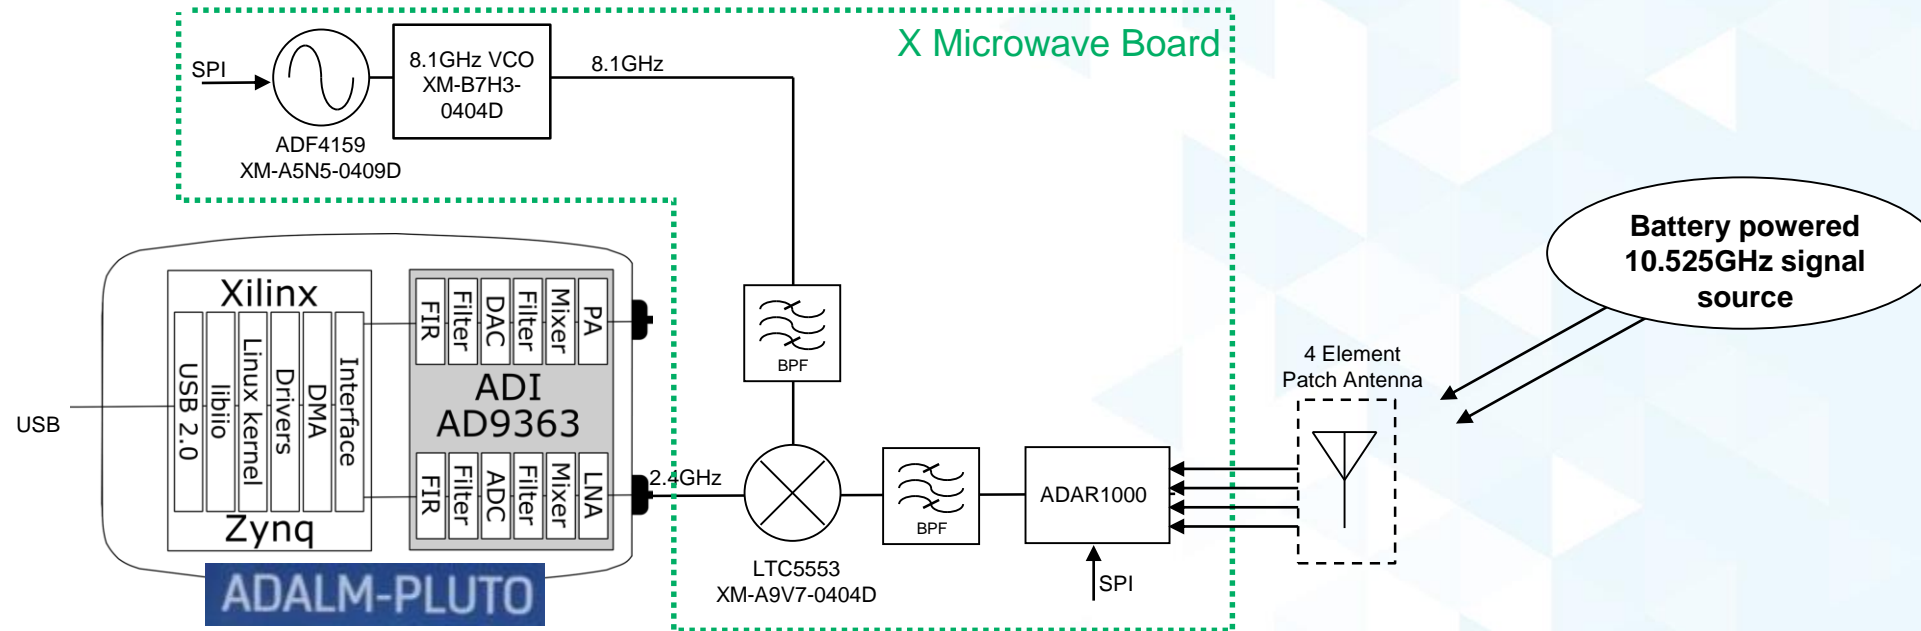 X Microwave Board
SPI
8.1GHz VCO
XM-B7H3-
0404D
8.1GHz
ADF4159
XM-A5N5-0409D
Battery powered
10.525GHz signal
source
Xilinx
USB 2.0
libiio
Linux kernel
Drivers
DMA
Interface
Zynq
FIR
Filter
DAC
Filter
Mixer
PA
ADI
AD9363
FIR
Filter
ADC
Filter
Mixer
LNA
USB
ADALM-PLUTO
BPF
2.4GHz
LTC5553
XM-A9V7-0404D
BPF
ADAR1000
SPI
4 Element
Patch Antenna